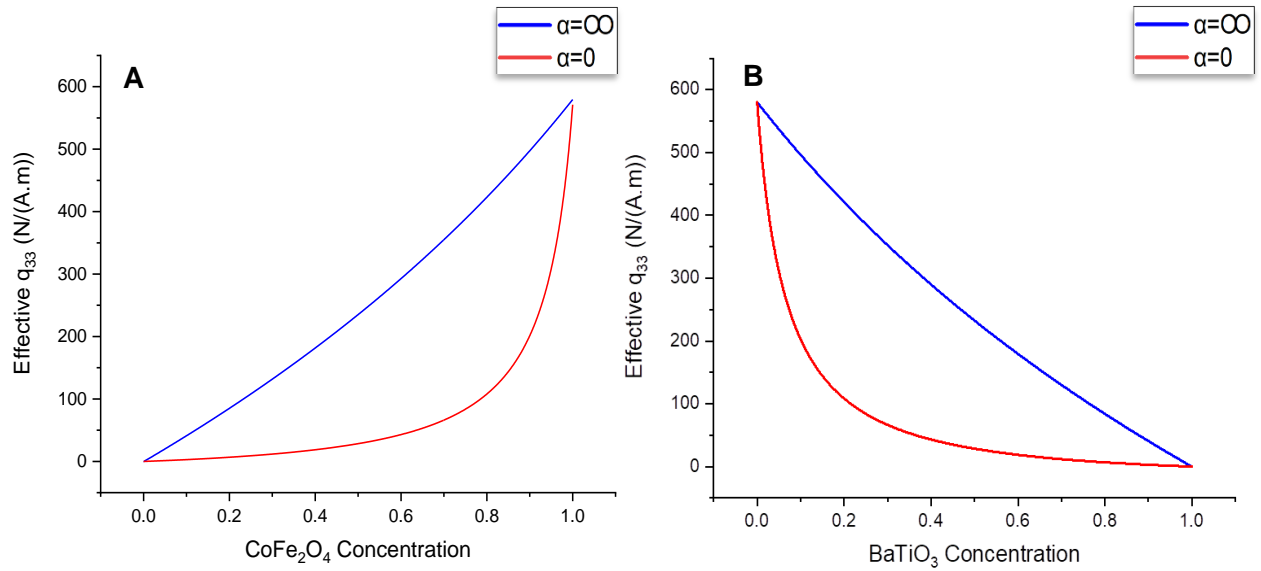 α=∞
α=0
A
600
500
400
300
200
100
0
Effective q₃₃ (N/(A.m))
0.0 0.2 0.4 0.6 0.8 1.0
CoFe₂O₄ Concentration
α=∞
α=0
B
600
500
400
300
200
100
0
Effective q₃₃ (N/(A.m))
0.0 0.2 0.4 0.6 0.8 1.0
BaTiO₃ Concentration